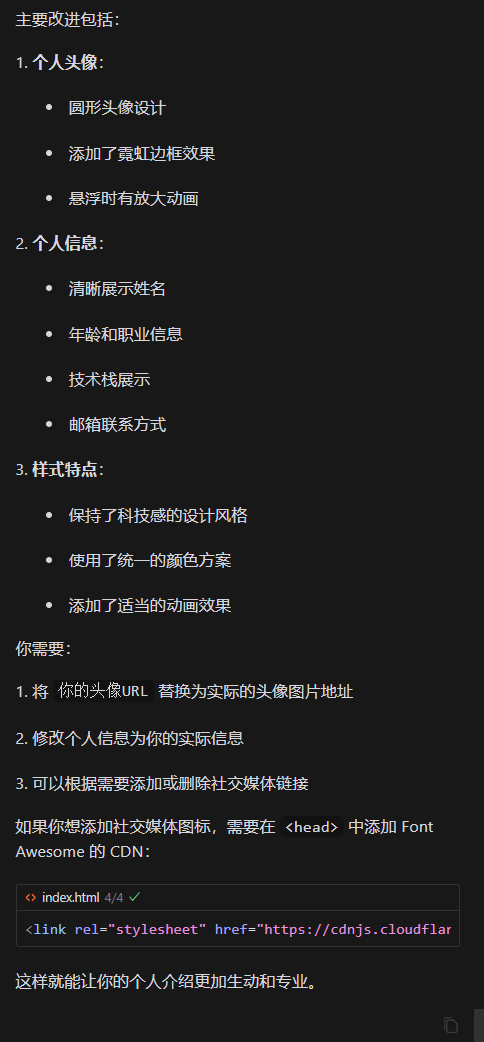 主要改进包括：
1. 个人头像：
• 圆形头像设计
• 添加了霓虹边框效果
• 悬浮时有放大动画
2. 个人信息：
• 清晰展示姓名
• 年龄和职业信息
• 技术栈展示
• 邮箱联系方式
3. 样式特点：
• 保持了科技感的设计风格
• 使用了统一的颜色方案
• 添加了适当的动画效果
你需要：
1. 将 你的头像URL 替换为实际的头像图片地址
2. 修改个人信息为你的实际信息
3. 可以根据需要添加或删除社交媒体链接
如果你想添加社交媒体图标，需要在 <head> 中添加 Font
Awesome 的 CDN：
<> index.html 4/4 ✓
<link rel="stylesheet" href="https://cdnjs.cloudflar
这样就能让你的个人介绍更加生动和专业。